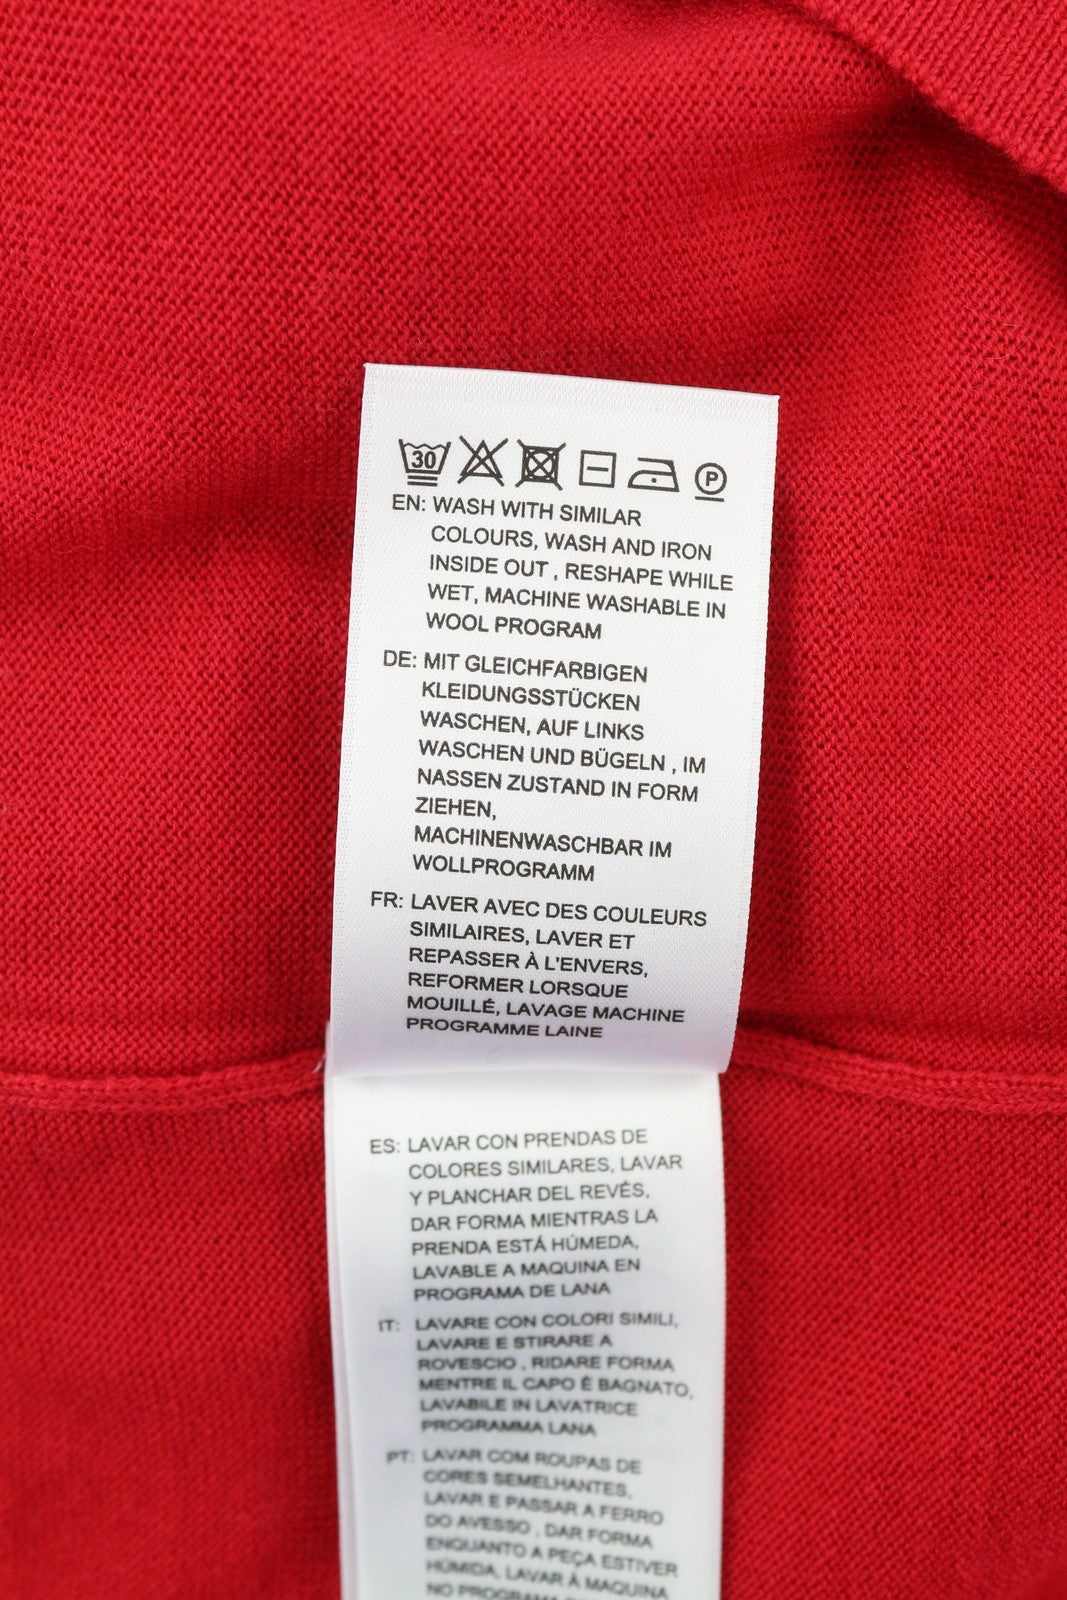 30 P
EN: WASH WITH SIMILAR
COLOURS, WASH AND IRON
INSIDE OUT , RESHAPE WHILE
WET, MACHINE WASHABLE IN
WOOL PROGRAM
DE: MIT GLEICHFARBIGEN
KLEIDUNGSSTÜCKEN
WASCHEN, AUF LINKS
WASCHEN UND BÜGELN , IM
NASSEN ZUSTAND IN FORM
ZIEHEN,
MACHINENWASCHBAR IM
WOLLPROGRAMM
FR: LAVER AVEC DES COULEURS
SIMILAIRES, LAVER ET
REPASSER À L'ENVERS,
REFORMER LORSQUE
MOUILLÉ, LAVAGE MACHINE
PROGRAMME LAINE
ES: LAVAR CON PRENDAS DE
COLORES SIMILARES, LAVAR
Y PLANCHAR DEL REVÉS,
DAR FORMA MIENTRAS LA
PRENDA ESTÁ HÚMEDA,
LAVABLE A MAQUINA EN
PROGRAMA DE LANA
IT: LAVARE CON COLORI SIMILI,
LAVARE E STIRARE A
ROVESCIO , RIDARE FORMA
MENTRE IL CAPO È BAGNATO,
LAVABILE IN LAVATRICE
PROGRAMMA LANA
PT: LAVAR COM ROUPAS DE
CORES SEMELHANTES,
LAVAR E PASSAR A FERRO
DO AVESSO , DAR FORMA
ENQUANTO A PEÇA ESTIVER
HÚMIDA, LAVAR À MAQUINA
NO PROGRAMA